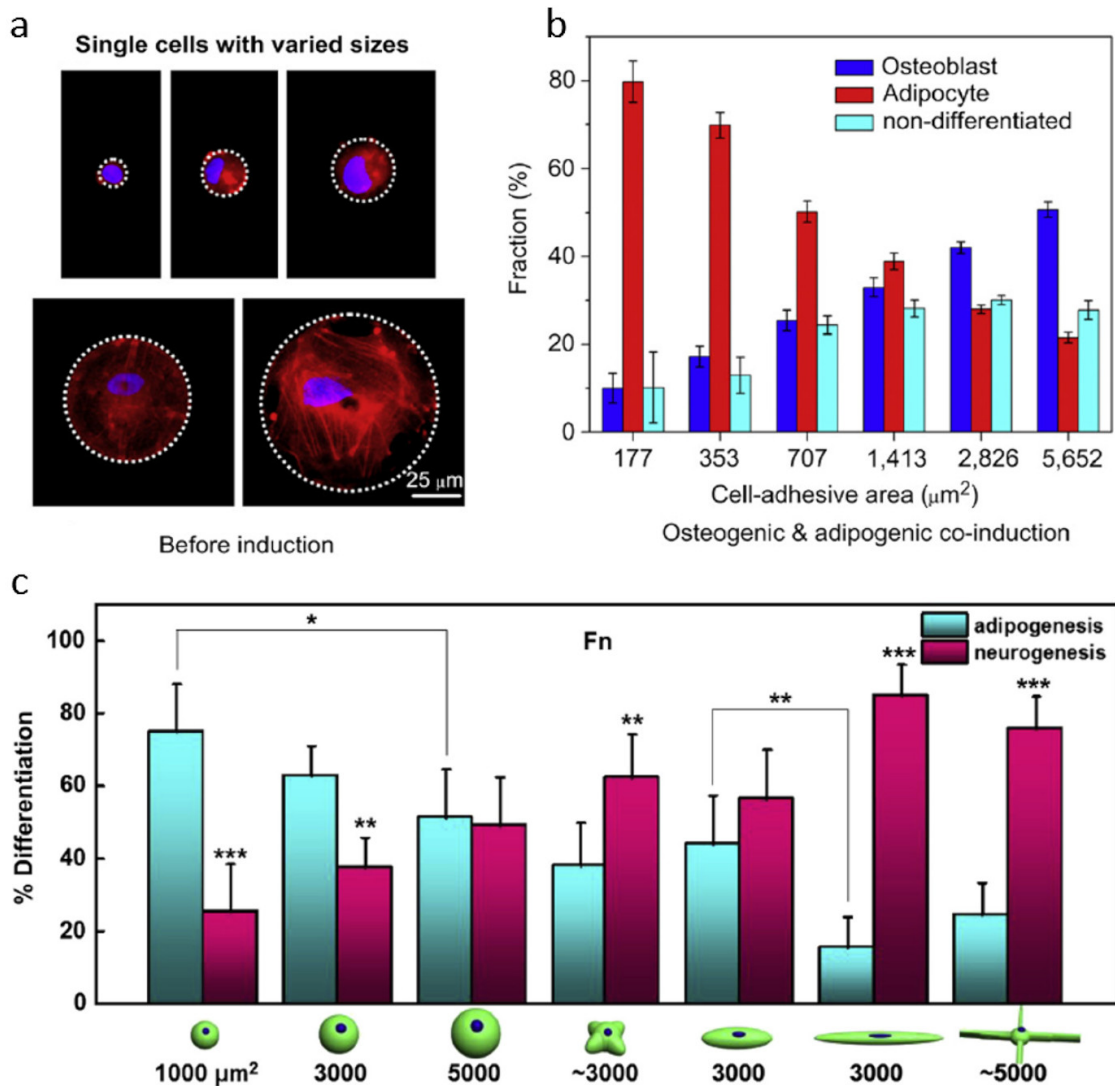 a
Single cells with varied sizes
25 μm
Before induction
b
Osteoblast
Adipocyte
non-differentiated
Fraction (%)
80
60
40
20
0
177 353 707 1,413 2,826 5,652
Cell-adhesive area (μm²)
Osteogenic & adipogenic co-induction
c
Fn
adipogenesis
neurogenesis
% Differentiation
100
80
60
40
20
0
*
***
**
**
**
***
***
1000 μm² 3000 5000 ~3000 3000 3000 ~5000